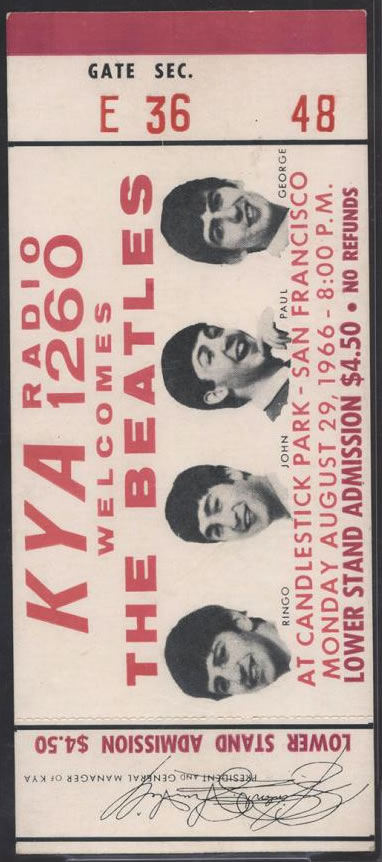 GATE SEC.
E 36 48
KYA RADIO 1260
WELCOMES
THE BEATLES
RINGO JOHN PAUL GEORGE
AT CANDLESTICK PARK - SAN FRANCISCO
MONDAY AUGUST 29, 1966 - 8:00 P.M.
LOWER STAND ADMISSION $4.50 • NO REFUNDS
LOWER STAND ADMISSION $4.50
PRESIDENT AND GENERAL MANAGER OF KYA